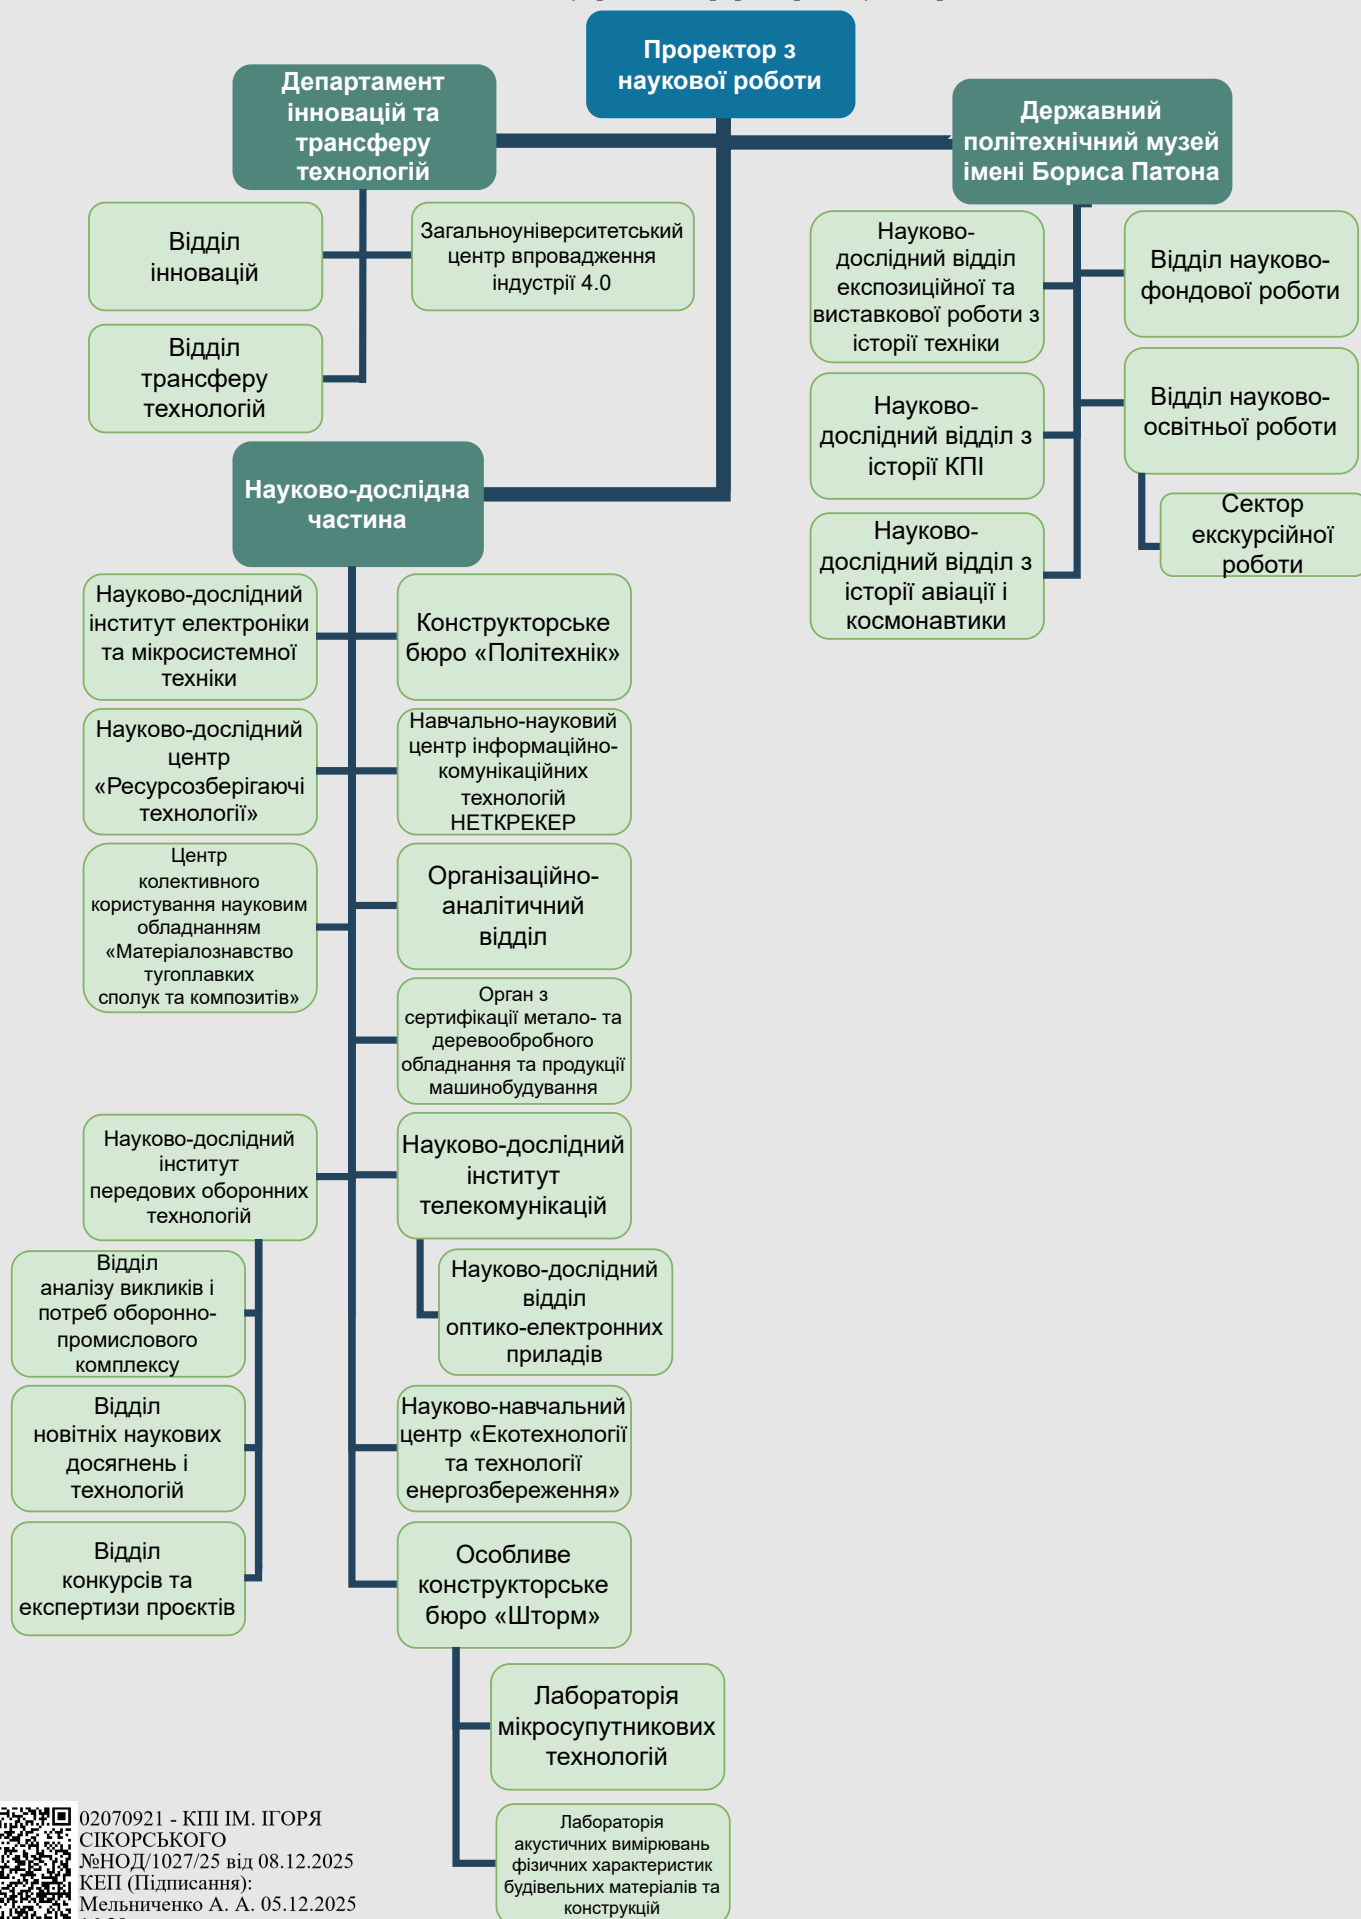 Проректор з
наукової роботи
Департамент
інновацій та
трансферу
технологій
Державний
політехнічний музей
імені Бориса Патона
Відділ
інновацій
Загальноуніверситетський
центр впровадження
індустрії 4.0
Відділ
трансферу
технологій
Науково-
дослідний відділ
експозиційної та
виставкової роботи з
історії техніки
Відділ науково-
фондової роботи
Науково-
дослідний відділ з
історії КПІ
Відділ науково-
освітньої роботи
Сектор
екскурсійної
роботи
Науково-
дослідний відділ з
історії авіації і
космонавтики
Науково-дослідна
частина
Науково-дослідний
інститут електроніки
та мікросистемної
техніки
Конструкторське
бюро «Політехнік»
Науково-дослідний
центр
«Ресурсозберігаючі
технології»
Навчально-науковий
центр інформаційно-
комунікаційних
технологій
НЕТКРЕКЕР
Центр
колективного
користування науковим
обладнанням
«Матеріалознавство
тугоплавких
сполук та композитів»
Організаційно-
аналітичний
відділ
Орган з
сертифікації метало- та
деревообробного
обладнання та продукції
машинобудування
Науково-дослідний
інститут
передових оборонних
технологій
Науково-дослідний
інститут
телекомунікацій
Відділ
аналізу викликів і
потреб оборонно-
промислового
комплексу
Науково-дослідний
відділ
оптико-електронних
приладів
Відділ
новітніх наукових
досягнень і
технологій
Науково-навчальний
центр «Екотехнології
та технології
енергозбереження»
Відділ
конкурсів та
експертизи проєктів
Особливе
конструкторське
бюро «Шторм»
Лабораторія
мікросупутникових
технологій
Лабораторія
акустичних вимірювань
фізичних характеристик
будівельних матеріалів та
конструкцій
02070921 - КПІ ІМ. ІГОРЯ
СІКОРСЬКОГО
№НОД/1027/25 від 08.12.2025
КЕП (Підписання):
Мельниченко А. А. 05.12.2025